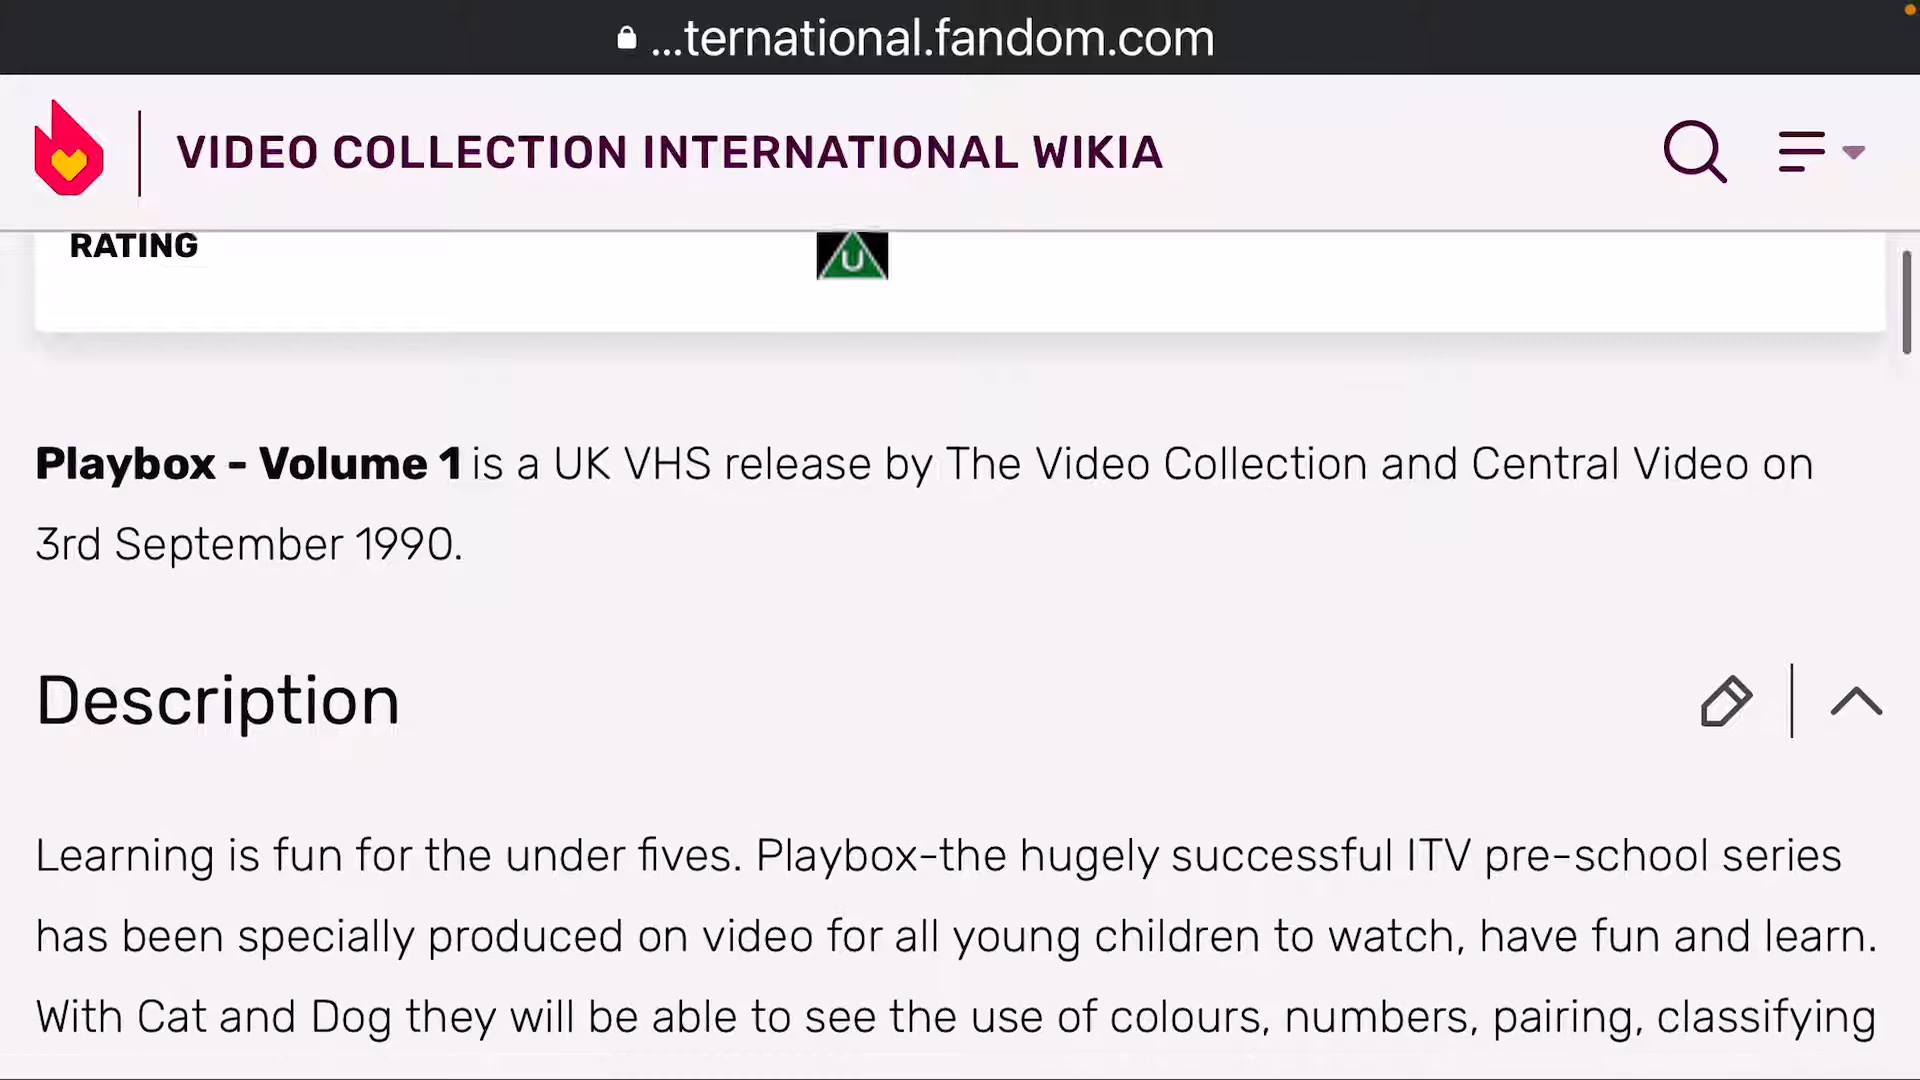 ...ternational.fandom.com
VIDEO COLLECTION INTERNATIONAL WIKIA
RATING
U
Playbox - Volume 1 is a UK VHS release by The Video Collection and Central Video on
3rd September 1990.
Description
Learning is fun for the under fives. Playbox-the hugely successful ITV pre-school series
has been specially produced on video for all young children to watch, have fun and learn.
With Cat and Dog they will be able to see the use of colours, numbers, pairing, classifying